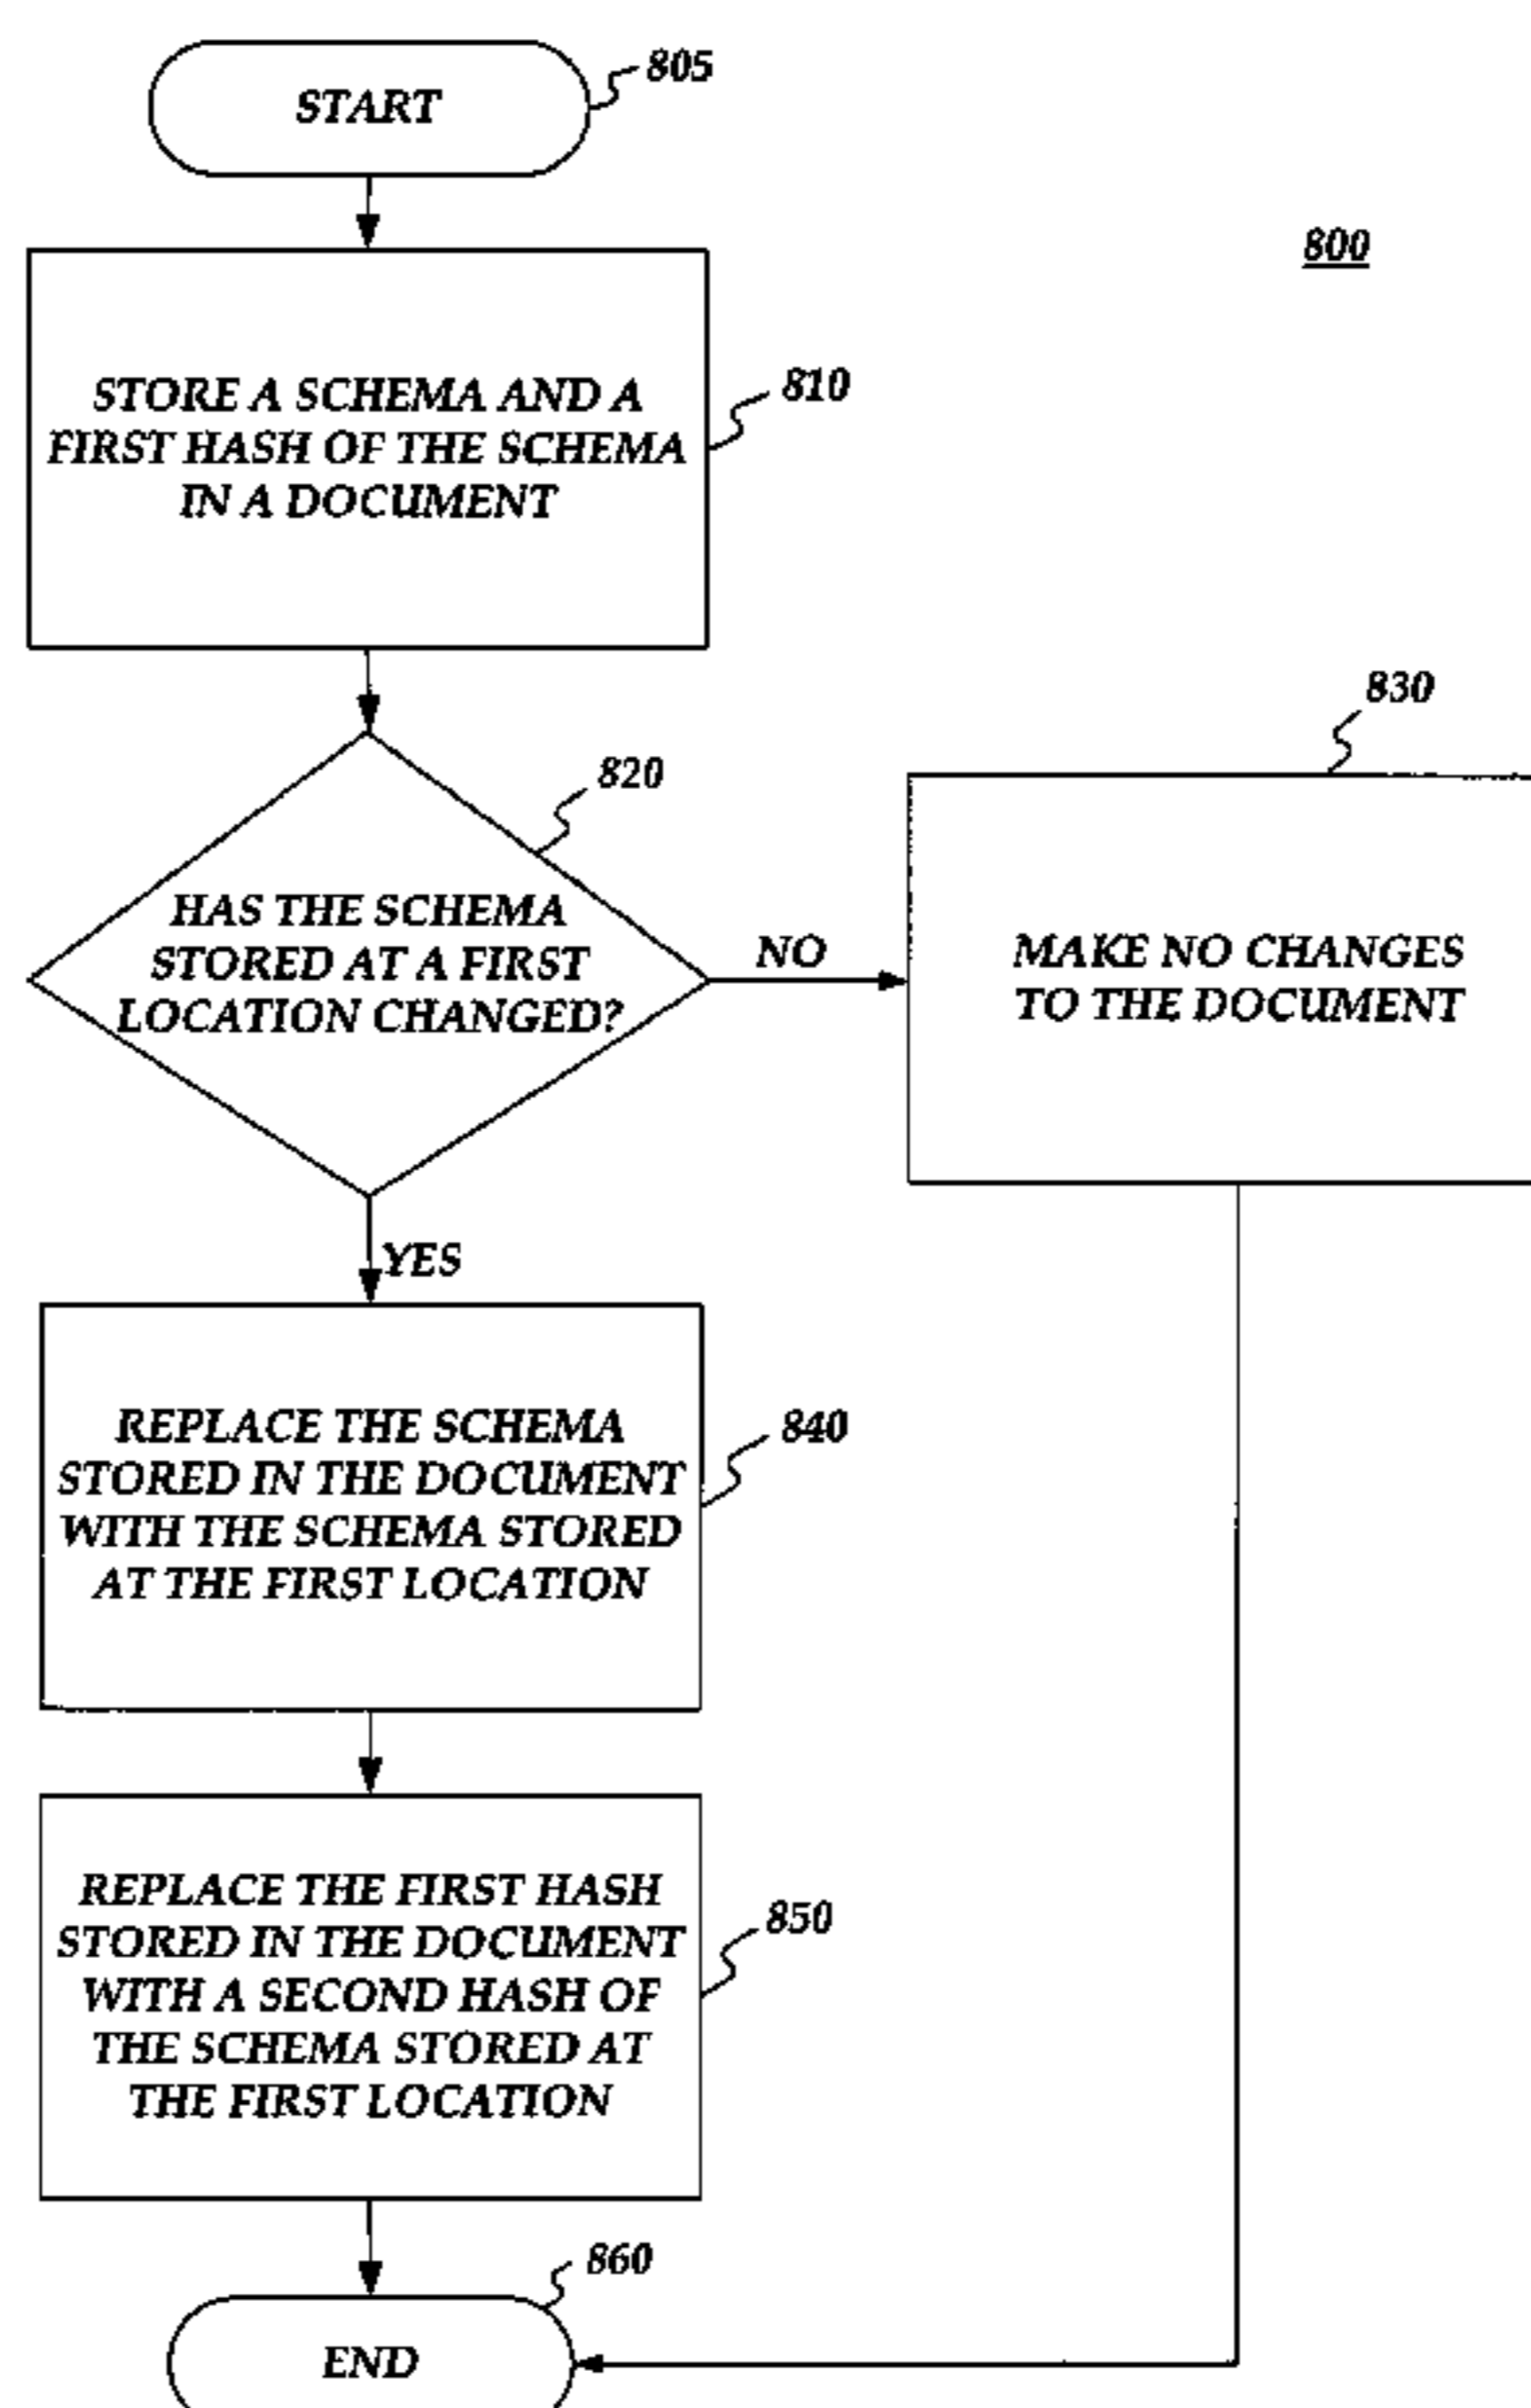 START
805
800
STORE A SCHEMA AND A
FIRST HASH OF THE SCHEMA
IN A DOCUMENT
810
820
HAS THE SCHEMA
STORED AT A FIRST
LOCATION CHANGED?
NO
830
MAKE NO CHANGES
TO THE DOCUMENT
YES
REPLACE THE SCHEMA
STORED IN THE DOCUMENT
WITH THE SCHEMA STORED
AT THE FIRST LOCATION
840
REPLACE THE FIRST HASH
STORED IN THE DOCUMENT
WITH A SECOND HASH OF
THE SCHEMA STORED AT
THE FIRST LOCATION
850
860
END